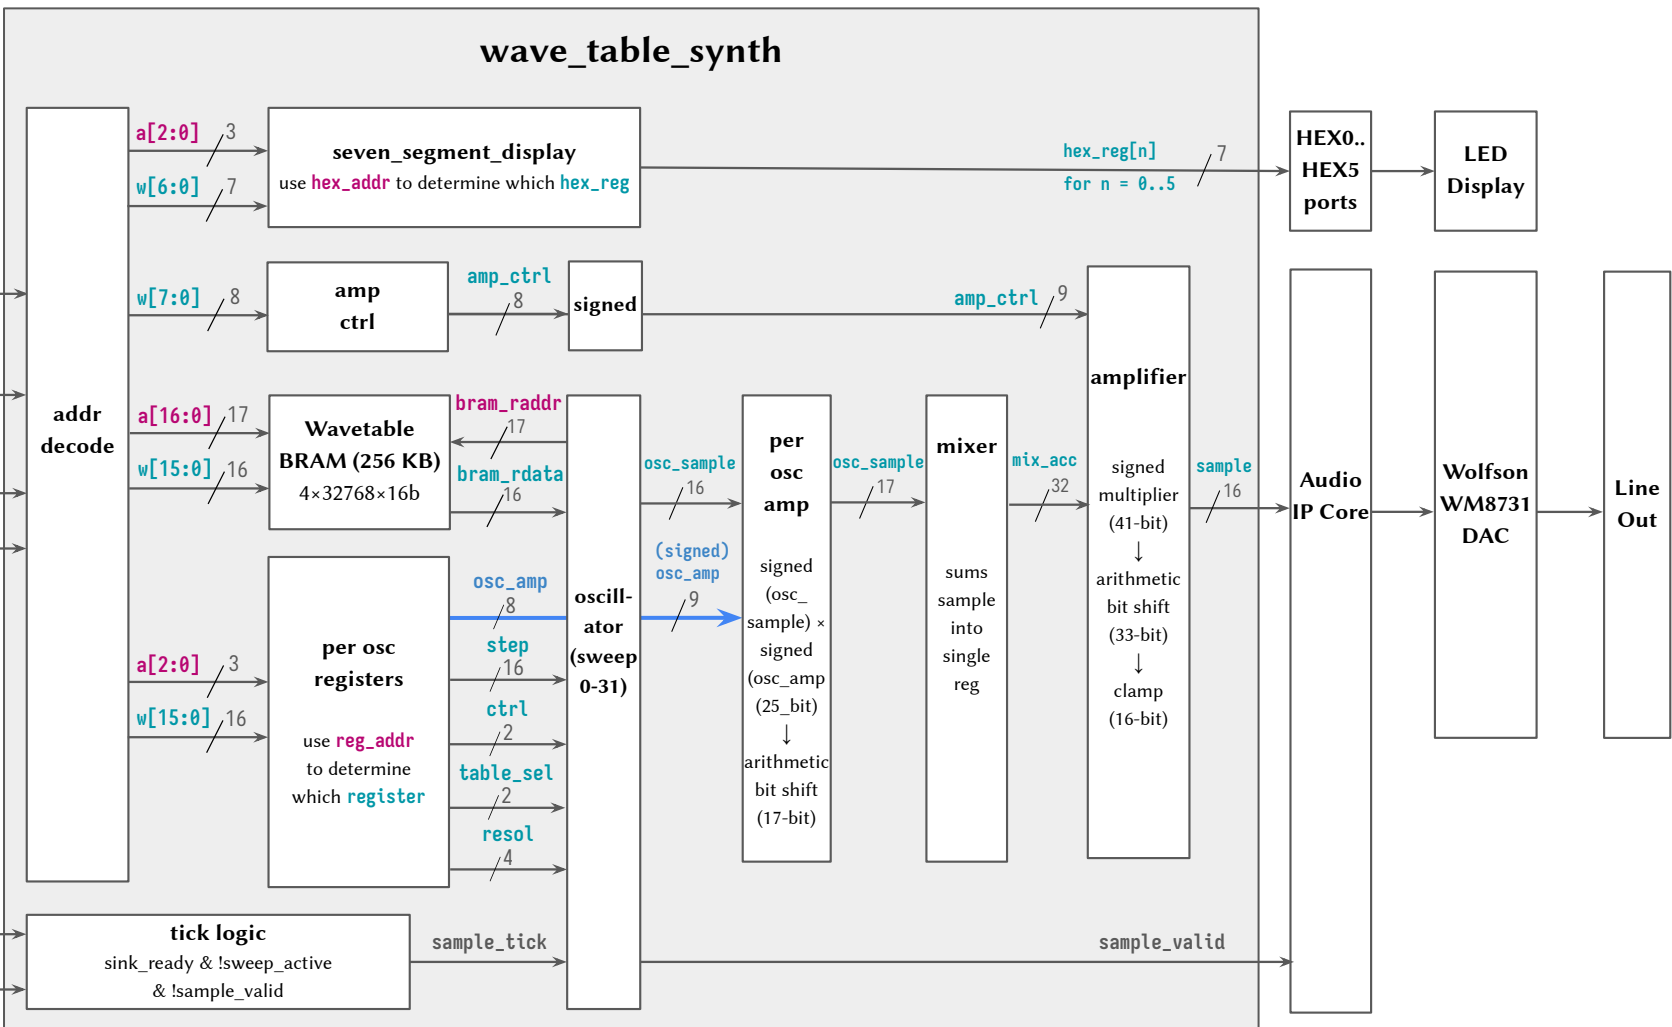 wave_table_synth
addr
decode
a[2:0]
3
w[6:0]
7
seven_segment_display
use hex_addr to determine which hex_reg
hex_reg[n]
for n = 0..5
7
HEX0..
HEX5
ports
LED
Display
w[7:0]
8
amp
ctrl
amp_ctrl
8
signed
amp_ctrl
9
a[16:0]
17
w[15:0]
16
Wavetable
BRAM (256 KB)
4×32768×16b
bram_raddr
17
bram_rdata
16
a[2:0]
3
w[15:0]
16
per osc
registers
use reg_addr
to determine
which register
osc_amp
8
step
16
ctrl
2
table_sel
2
resol
4
oscill-
ator
(sweep
0-31)
osc_sample
16
(signed)
osc_amp
9
per
osc
amp
signed
(osc_
sample) ×
signed
(osc_amp
(25_bit)
↓
arithmetic
bit shift
(17-bit)
osc_sample
17
mixer
sums
sample
into
single
reg
mix_acc
32
amplifier
signed
multiplier
(41-bit)
↓
arithmetic
bit shift
(33-bit)
↓
clamp
(16-bit)
sample
16
Audio
IP Core
Wolfson
WM8731
DAC
Line
Out
tick logic
sink_ready & !sweep_active
& !sample_valid
sample_tick
sample_valid